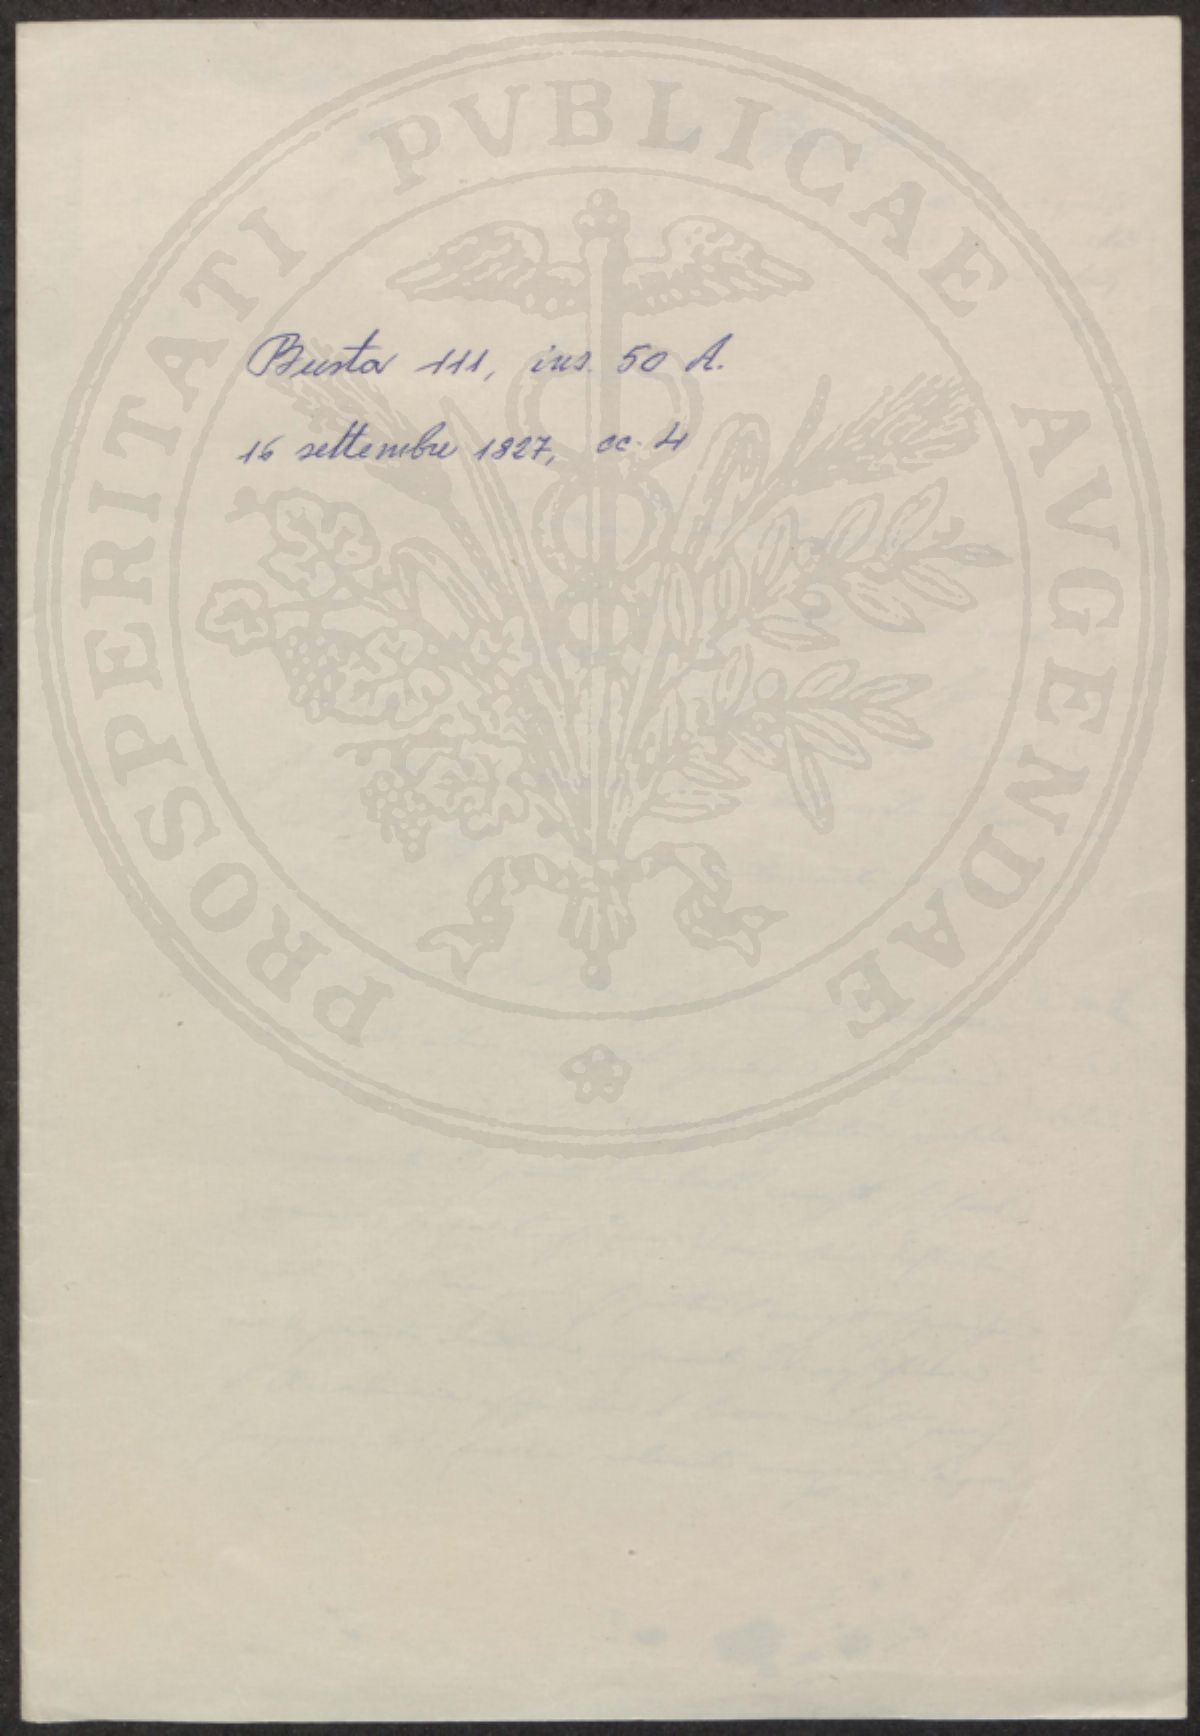 PROSPERITATI PVBLICAE AVGENDAE
Busta 111, ins. 50 A.
16 settembre 1827, cc. 4